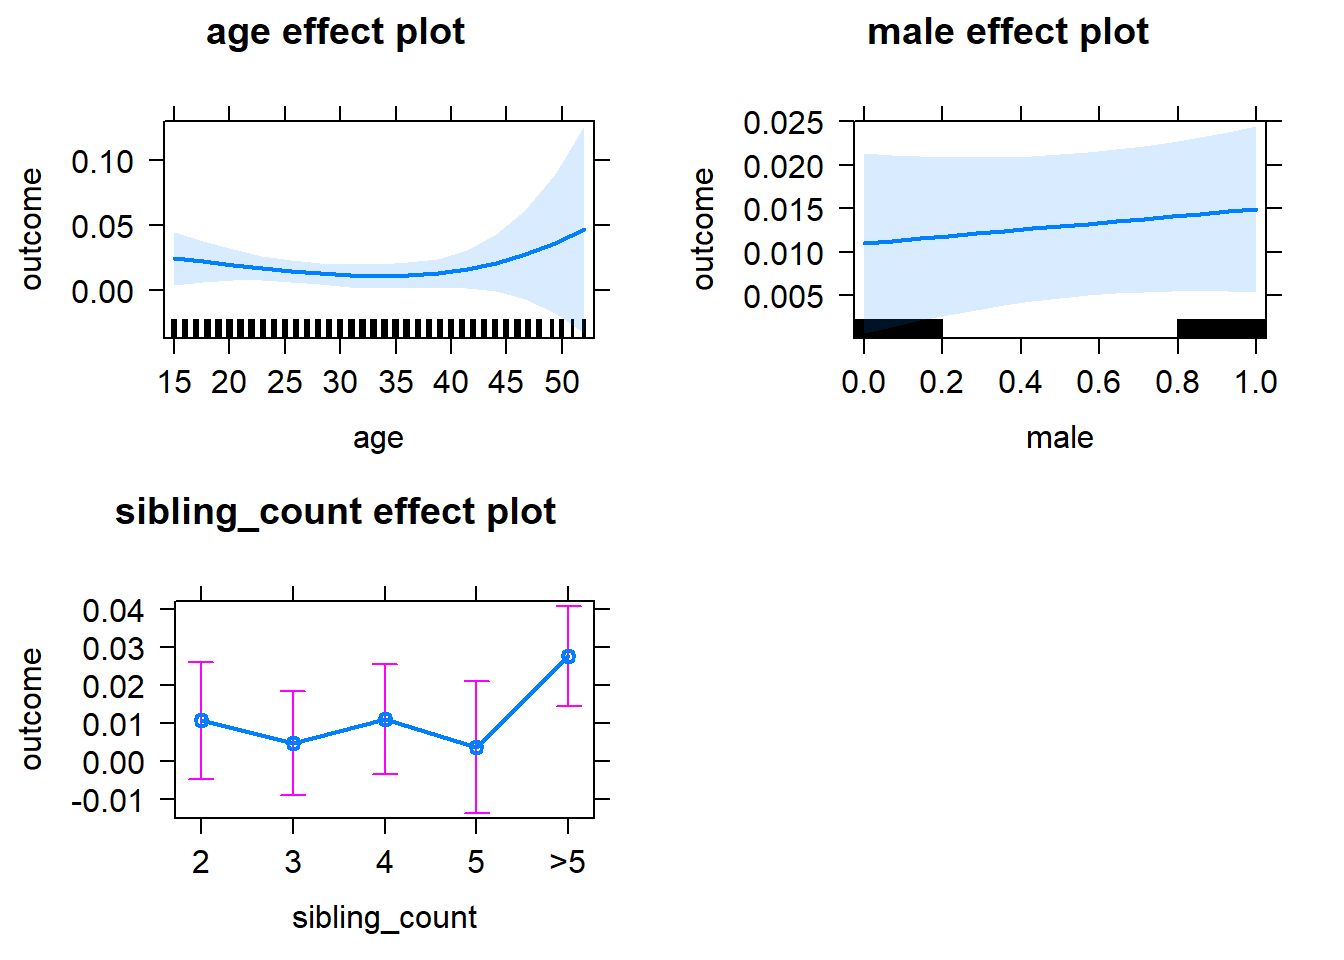 age effect plot
outcome
0.10
0.05
0.00
15 20 25 30 35 40 45 50
age
male effect plot
outcome
0.025
0.020
0.015
0.010
0.005
0.0 0.2 0.4 0.6 0.8 1.0
male
sibling_count effect plot
outcome
0.04
0.03
0.02
0.01
0.00
-0.01
2 3 4 5 >5
sibling_count